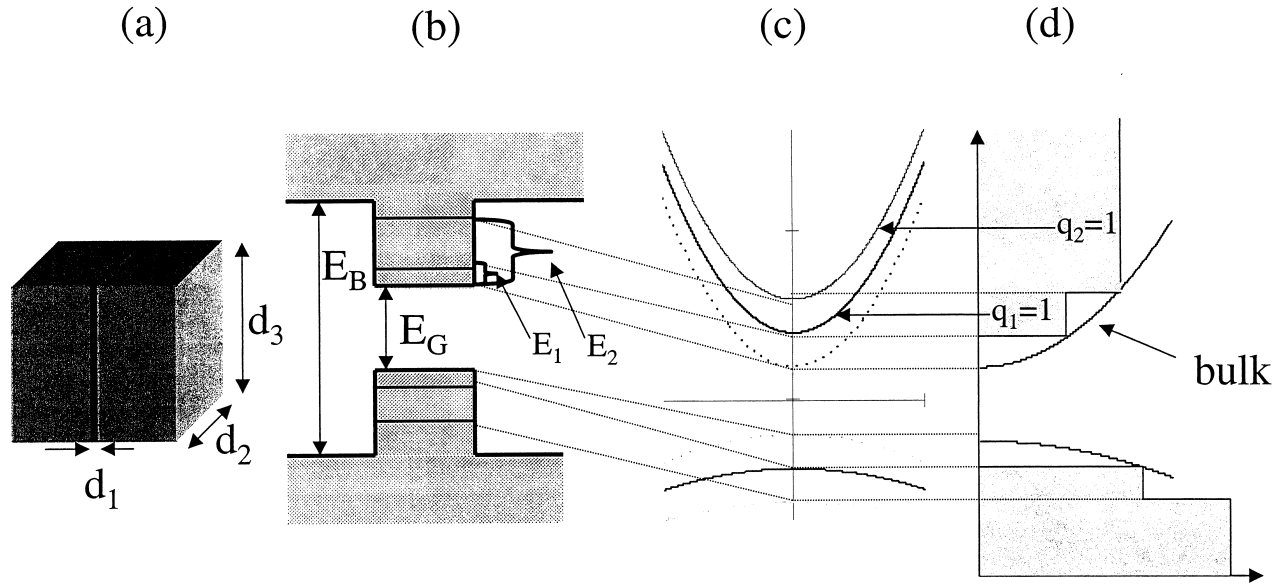 (a)
(b)
(c)
(d)
E_B
E_G
E_1
E_2
d_3
d_2
d_1
q_2=1
q_1=1
bulk